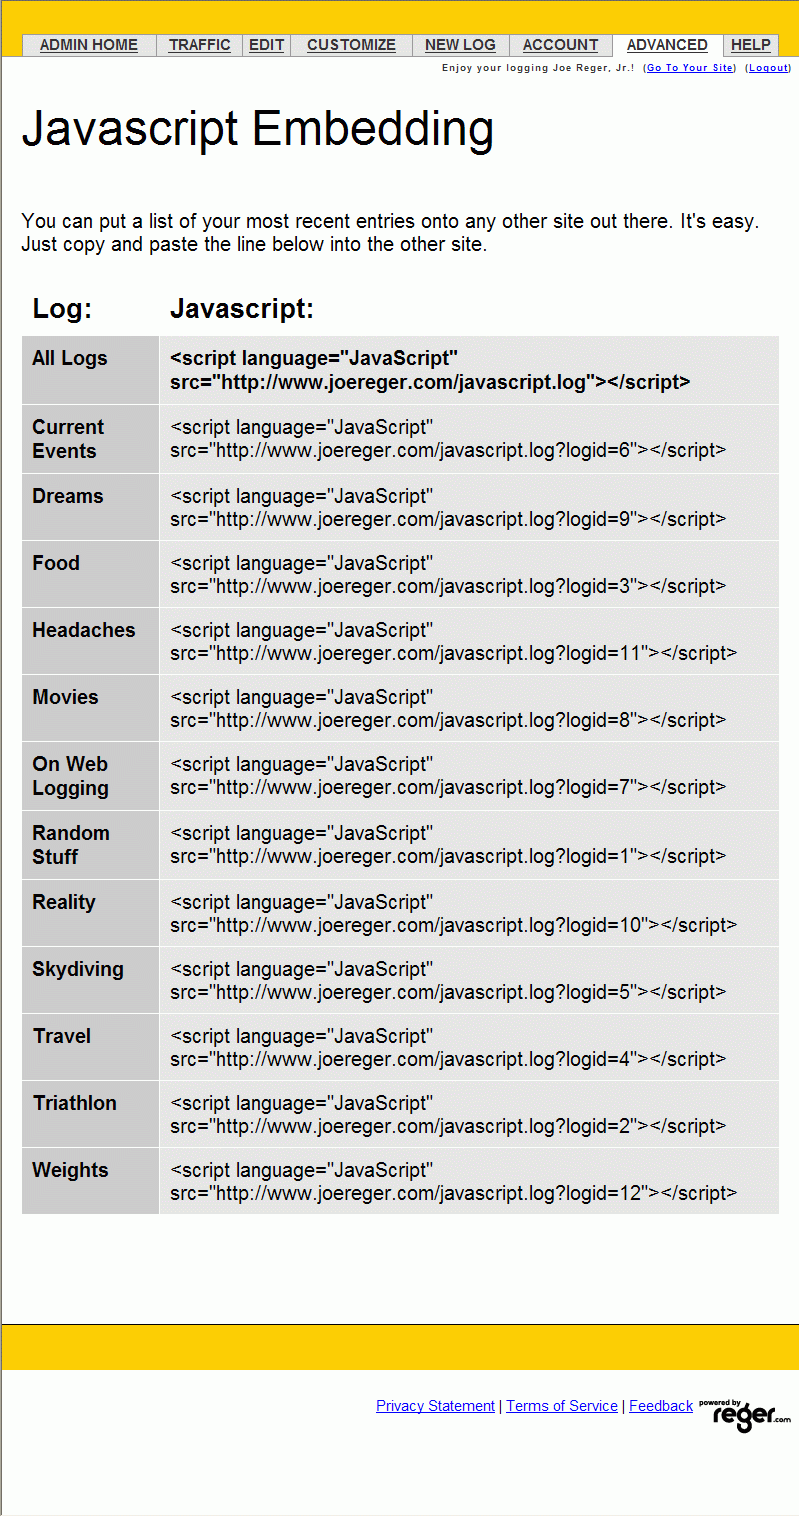 ADMIN HOME TRAFFIC EDIT CUSTOMIZE NEW LOG ACCOUNT ADVANCED HELP
Enjoy your logging Joe Reger, Jr.! (Go To Your Site) (Logout)
Javascript Embedding
You can put a list of your most recent entries onto any other site out there. It's easy.
Just copy and paste the line below into the other site.
Log: Javascript:
All Logs <script language="JavaScript"
src="http://www.joereger.com/javascript.log"></script>
Current <script language="JavaScript"
Events src="http://www.joereger.com/javascript.log?logid=6"></script>
Dreams <script language="JavaScript"
src="http://www.joereger.com/javascript.log?logid=9"></script>
Food <script language="JavaScript"
src="http://www.joereger.com/javascript.log?logid=3"></script>
Headaches <script language="JavaScript"
src="http://www.joereger.com/javascript.log?logid=11"></script>
Movies <script language="JavaScript"
src="http://www.joereger.com/javascript.log?logid=8"></script>
On Web <script language="JavaScript"
Logging src="http://www.joereger.com/javascript.log?logid=7"></script>
Random <script language="JavaScript"
Stuff src="http://www.joereger.com/javascript.log?logid=1"></script>
Reality <script language="JavaScript"
src="http://www.joereger.com/javascript.log?logid=10"></script>
Skydiving <script language="JavaScript"
src="http://www.joereger.com/javascript.log?logid=5"></script>
Travel <script language="JavaScript"
src="http://www.joereger.com/javascript.log?logid=4"></script>
Triathlon <script language="JavaScript"
src="http://www.joereger.com/javascript.log?logid=2"></script>
Weights <script language="JavaScript"
src="http://www.joereger.com/javascript.log?logid=12"></script>
Privacy Statement | Terms of Service | Feedback powered by
reger.com